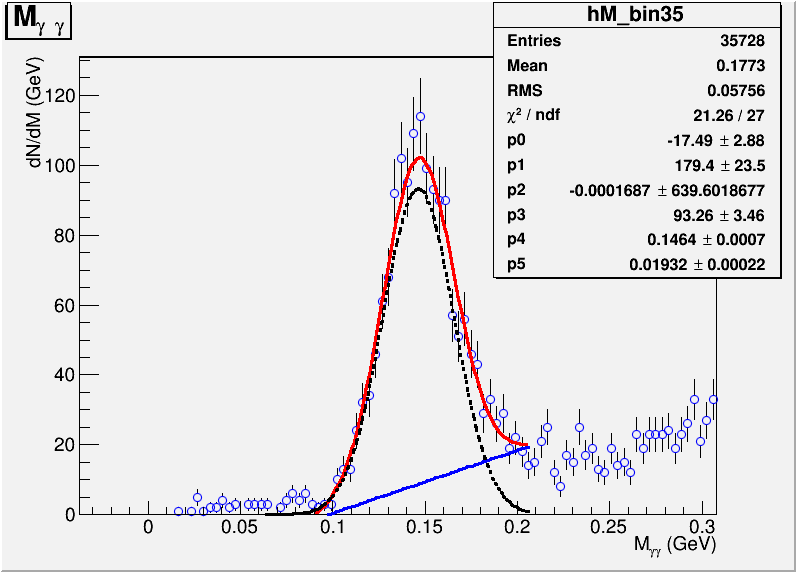 M γ γ
hM_bin35
Entries 35728
Mean 0.1773
RMS 0.05756
χ² / ndf 21.26 / 27
p0 -17.49 ± 2.88
p1 179.4 ± 23.5
p2 -0.0001687 ± 639.6018677
p3 93.26 ± 3.46
p4 0.1464 ± 0.0007
p5 0.01932 ± 0.00022
dN/dM (GeV)
120
100
80
60
40
20
0
0 0.05 0.1 0.15 0.2 0.25 0.3
Mγγ (GeV)